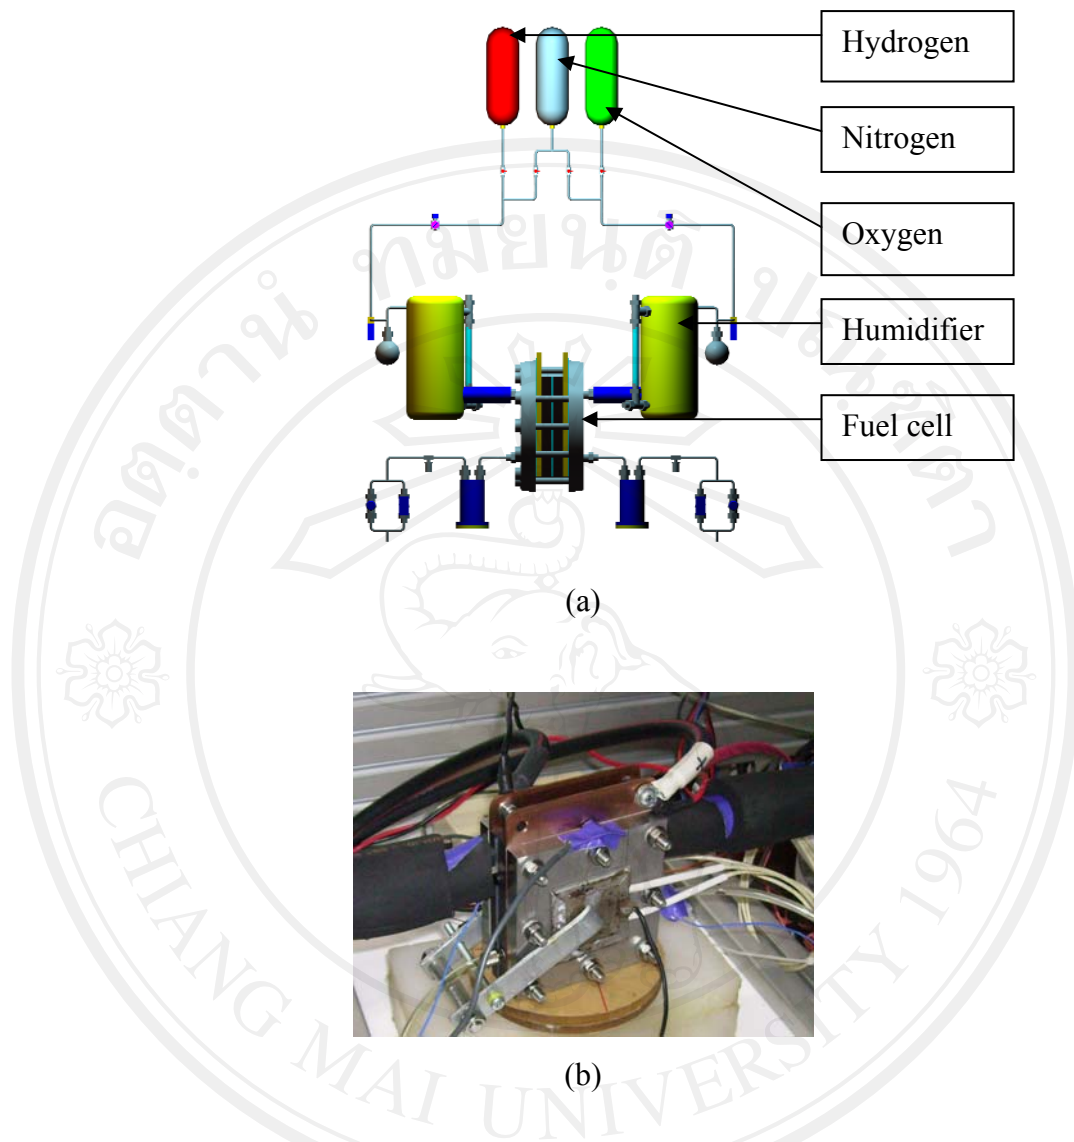 Hydrogen
Nitrogen
Oxygen
Humidifier
Fuel cell
(a)
+
(b)
CHIANG MAI UNIVERSITY 1964